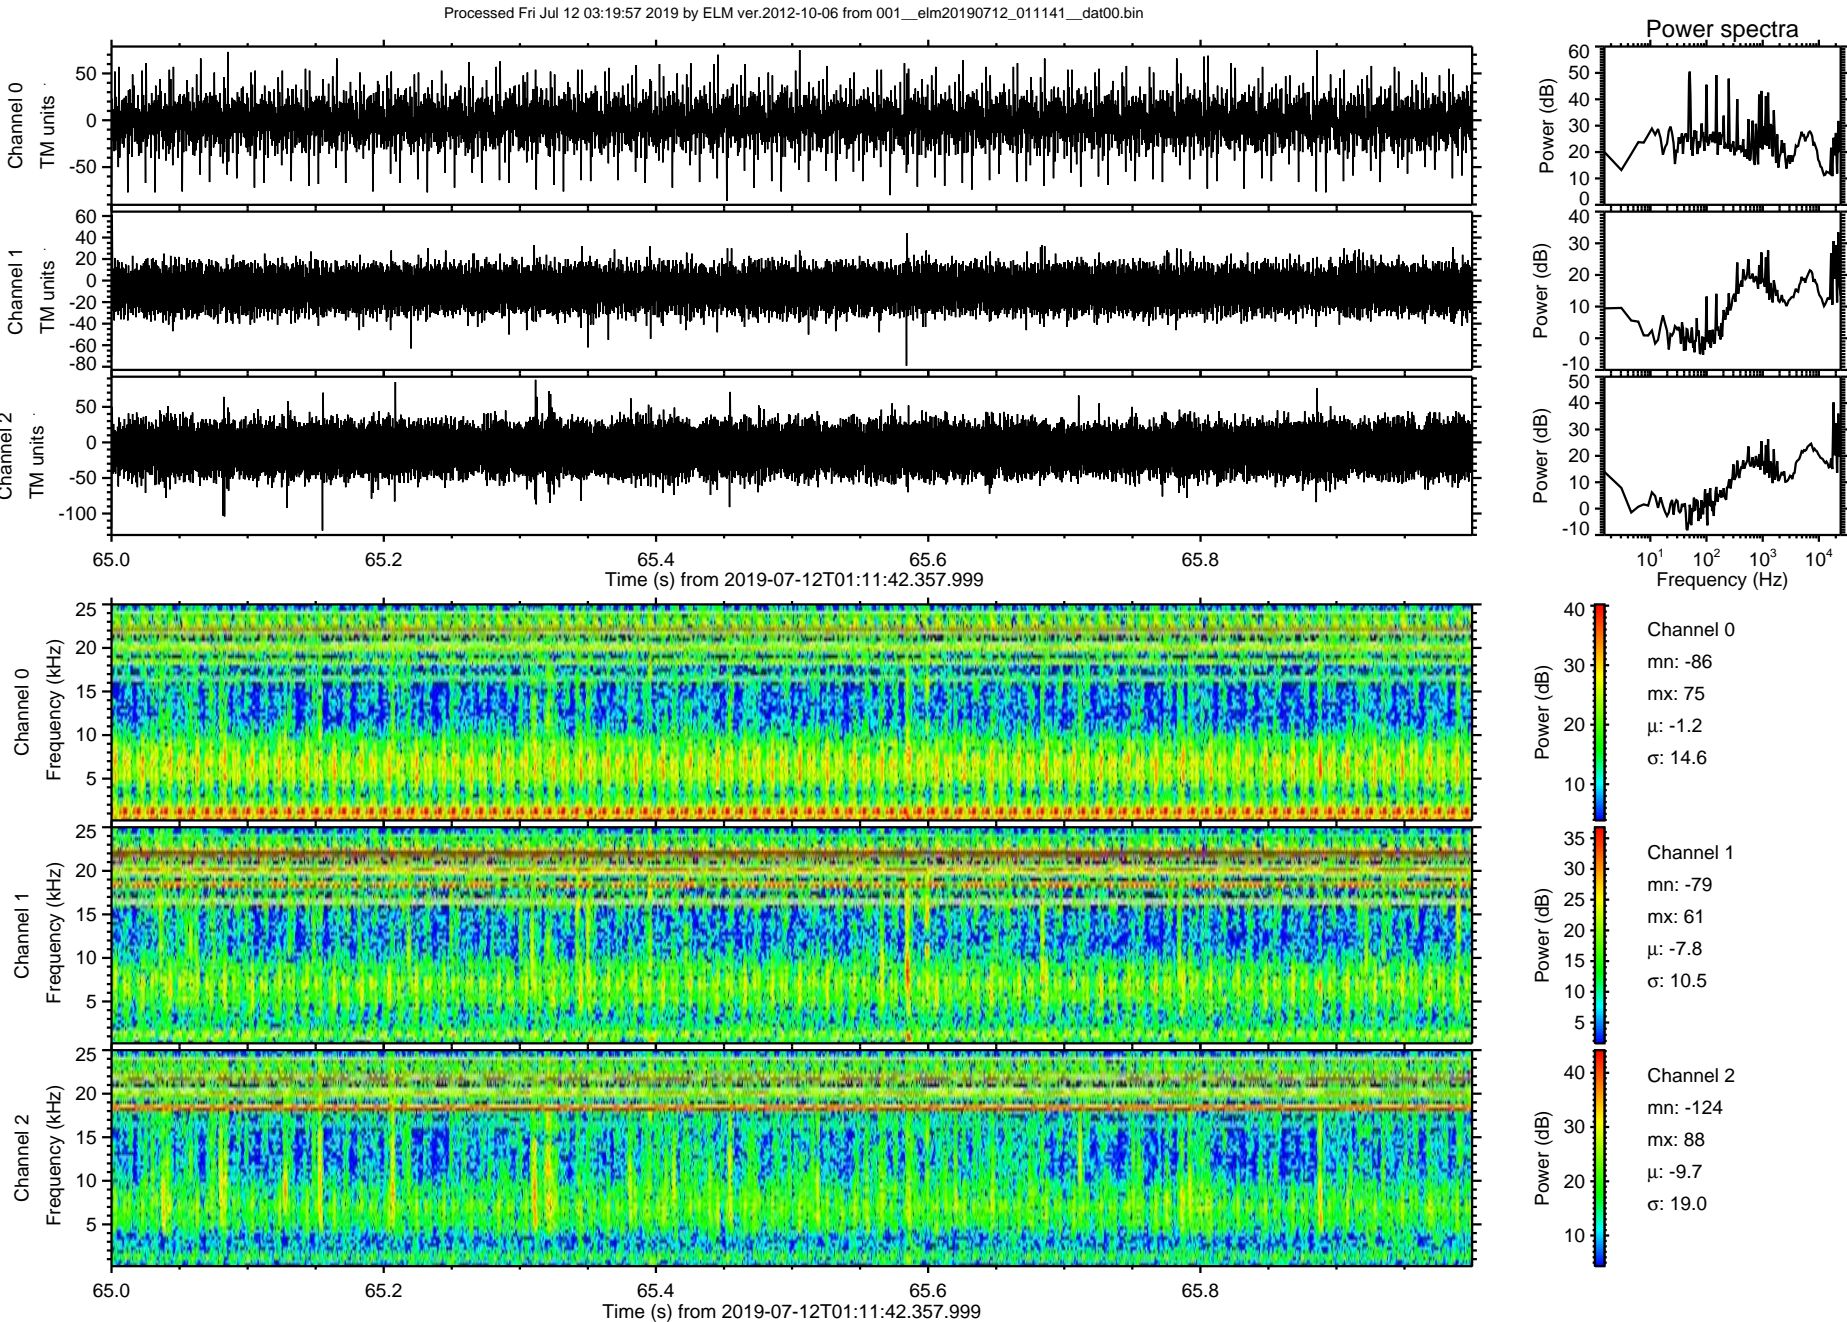 Processed Fri Jul 12 03:19:57 2019 by ELM ver.2012-10-06 from 001__elm20190712_011141__dat00.bin
Power spectra
Channel 0
TM units
50
0
-50
Power (dB)
60
50
40
30
20
10
0
Channel 1
TM units
60
40
20
0
-20
-40
-60
-80
Power (dB)
40
30
20
10
0
-10
Channel 2
TM units
50
0
-50
-100
Power (dB)
50
40
30
20
10
0
-10
65.0 65.2 65.4 65.6 65.8
Time (s) from 2019-07-12T01:11:42.357.999
10¹ 10² 10³ 10⁴
Frequency (Hz)
Channel 0
Frequency (kHz)
25
20
15
10
5
Power (dB)
40
30
20
10
Channel 0
mn: -86
mx: 75
μ: -1.2
σ: 14.6
Channel 1
Frequency (kHz)
25
20
15
10
5
Power (dB)
35
30
25
20
15
10
5
Channel 1
mn: -79
mx: 61
μ: -7.8
σ: 10.5
Channel 2
Frequency (kHz)
25
20
15
10
5
Power (dB)
40
30
20
10
Channel 2
mn: -124
mx: 88
μ: -9.7
σ: 19.0
65.0 65.2 65.4 65.6 65.8
Time (s) from 2019-07-12T01:11:42.357.999